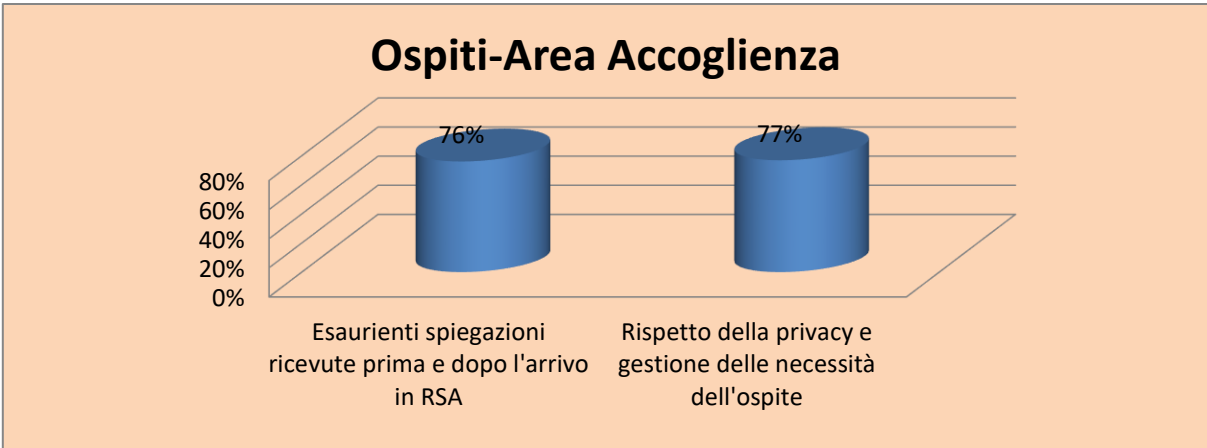 Ospiti-Area Accoglienza
76%
77%
80%
60%
40%
20%
0%
Esaurienti spiegazioni
ricevute prima e dopo l'arrivo
in RSA
Rispetto della privacy e
gestione delle necessità
dell'ospite